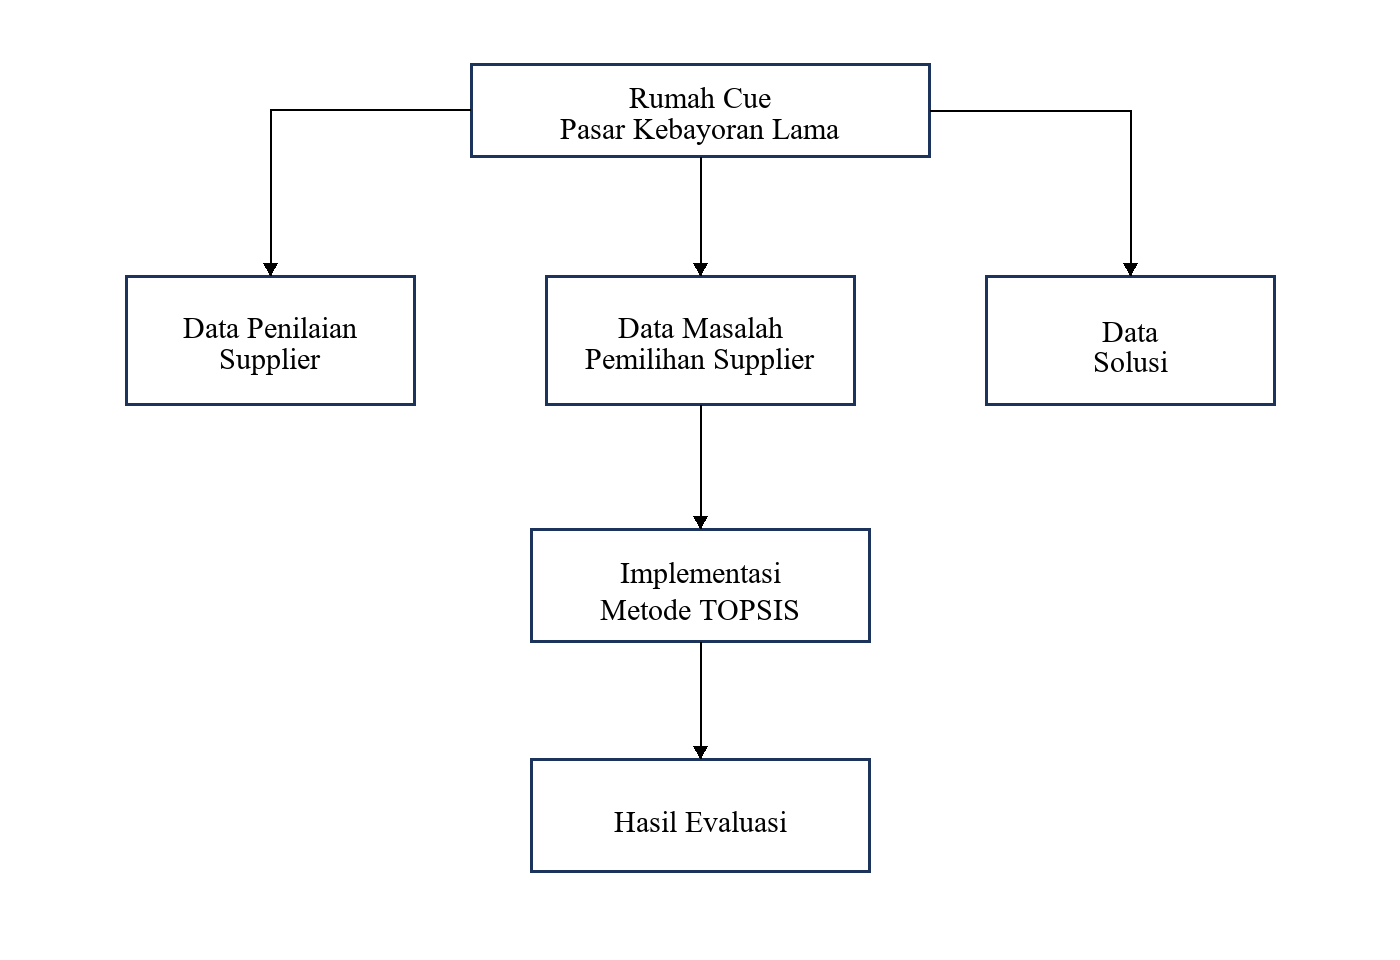 Rumah Cue
Pasar Kebayoran Lama
Data Penilaian
Supplier
Data Masalah
Pemilihan Supplier
Data
Solusi
Implementasi
Metode TOPSIS
Hasil Evaluasi